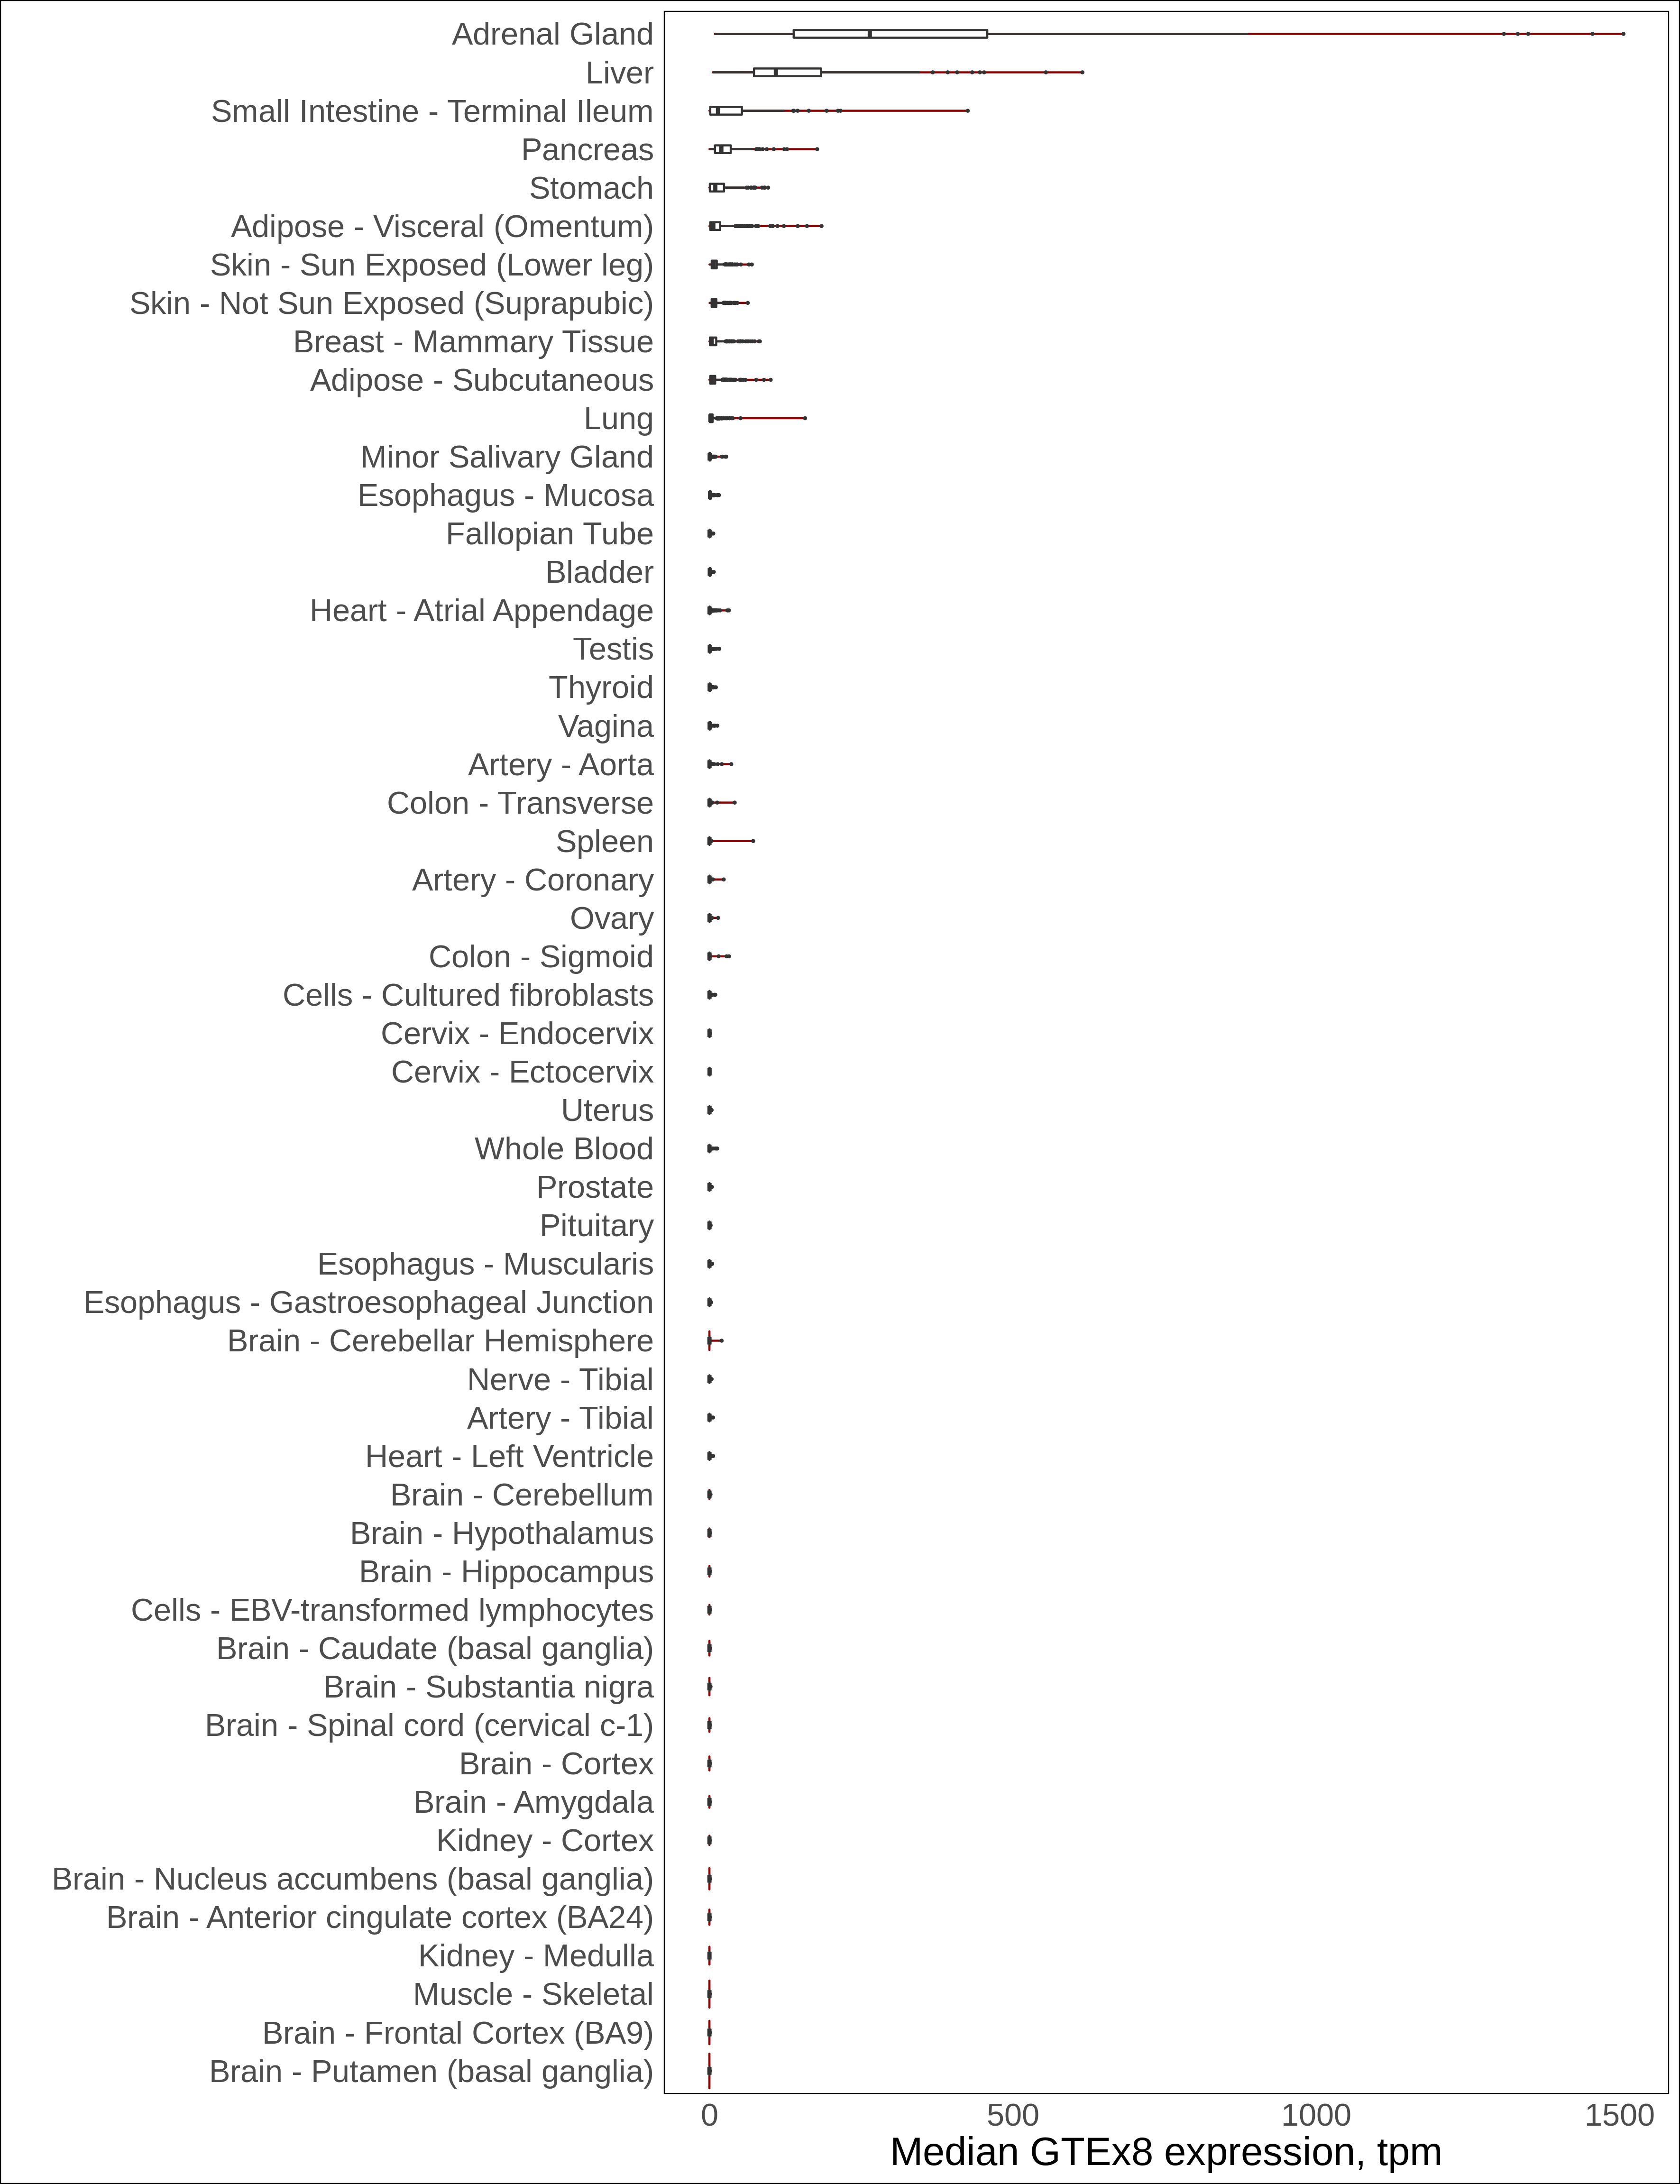 Adrenal Gland
Liver
Small Intestine - Terminal Ileum
Pancreas
Stomach
Adipose - Visceral (Omentum)
Skin - Sun Exposed (Lower leg)
Skin - Not Sun Exposed (Suprapubic)
Breast - Mammary Tissue
Adipose - Subcutaneous
Lung
Minor Salivary Gland
Esophagus - Mucosa
Fallopian Tube
Bladder
Heart - Atrial Appendage
Testis
Thyroid
Vagina
Artery - Aorta
Colon - Transverse
Spleen
Artery - Coronary
Ovary
Colon - Sigmoid
Cells - Cultured fibroblasts
Cervix - Endocervix
Cervix - Ectocervix
Uterus
Whole Blood
Prostate
Pituitary
Esophagus - Muscularis
Esophagus - Gastroesophageal Junction
Brain - Cerebellar Hemisphere
Nerve - Tibial
Artery - Tibial
Heart - Left Ventricle
Brain - Cerebellum
Brain - Hypothalamus
Brain - Hippocampus
Cells - EBV-transformed lymphocytes
Brain - Caudate (basal ganglia)
Brain - Substantia nigra
Brain - Spinal cord (cervical c-1)
Brain - Cortex
Brain - Amygdala
Kidney - Cortex
Brain - Nucleus accumbens (basal ganglia)
Brain - Anterior cingulate cortex (BA24)
Kidney - Medulla
Muscle - Skeletal
Brain - Frontal Cortex (BA9)
Brain - Putamen (basal ganglia)
0 500 1000 1500
Median GTEx8 expression, tpm